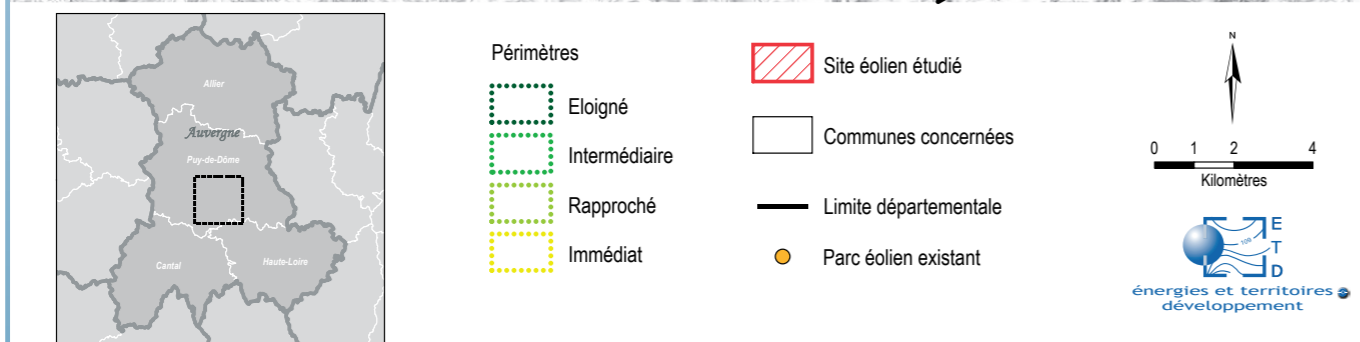 Allier
Auvergne
Puy-de-Dôme
Cantal
Haute-Loire
Périmètres
Eloigné
Intermédiaire
Rapproché
Immédiat
Site éolien étudié
Communes concernées
Limite départementale
Parc éolien existant
N
0 1 2 4
Kilomètres
109
E
T
D
énergies et territoires
développement